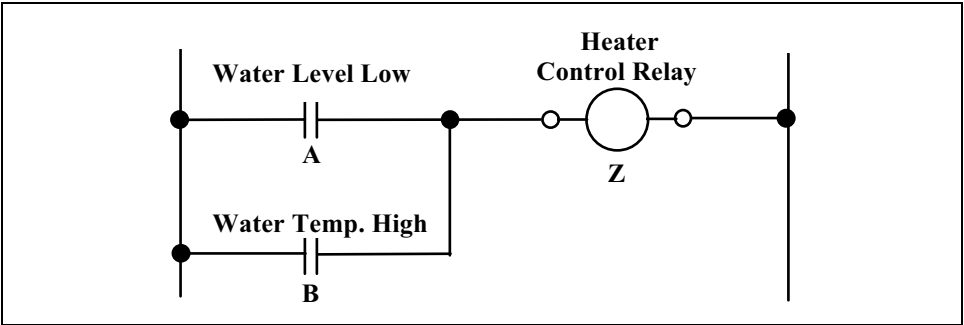 Heater
Control Relay
Water Level Low
A
Z
Water Temp. High
B